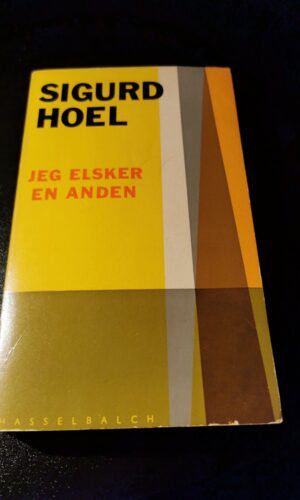 SIGURD
HOEL
JEG ELSKER
EN ANDEN
HASSELBALCH